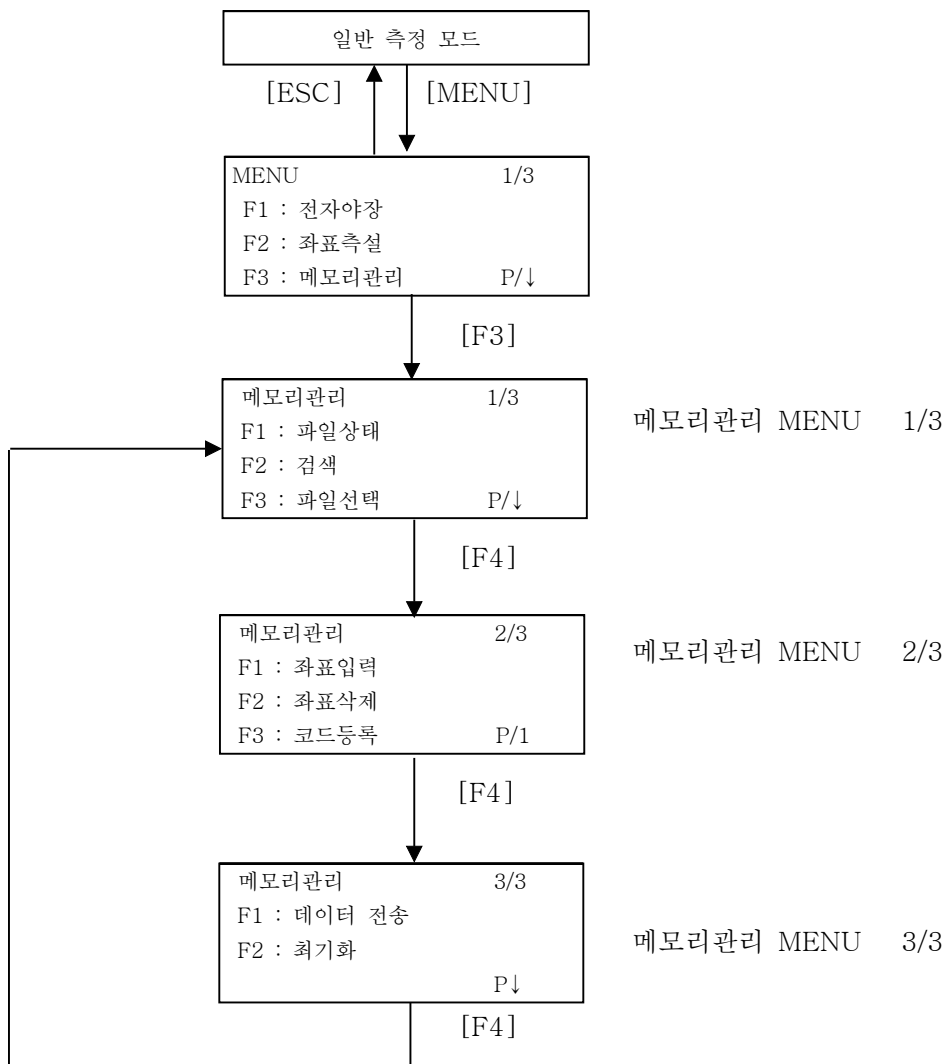 일반 측정 모드
[ESC] [MENU]
MENU 1/3
F1 : 전자야장
F2 : 좌표측설
F3 : 메모리관리 P/↓
[F3]
메모리관리 1/3
F1 : 파일상태
F2 : 검색
F3 : 파일선택 P/↓
메모리관리 MENU 1/3
[F4]
메모리관리 2/3
F1 : 좌표입력
F2 : 좌표삭제
F3 : 코드등록 P/1
메모리관리 MENU 2/3
[F4]
메모리관리 3/3
F1 : 데이터 전송
F2 : 최기화
P↓
메모리관리 MENU 3/3
[F4]